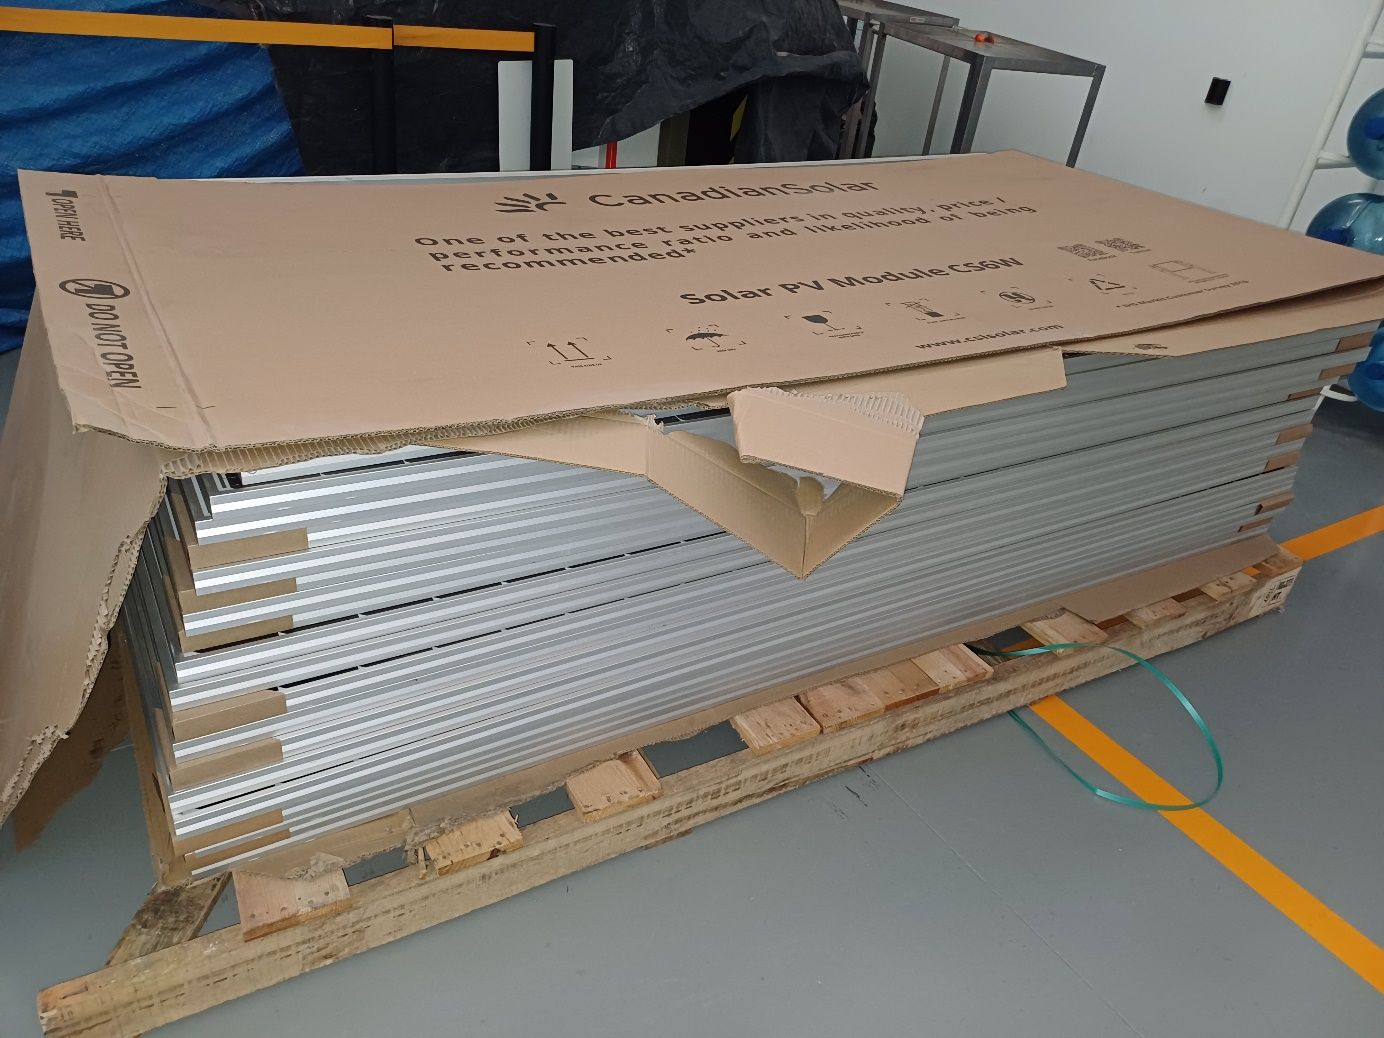 OPEN HERE
DO NOT OPEN
CanadianSolar
One of the best suppliers in quality, price /
performance ratio and likelihood of being
recommended*
Solar PV Module CS6W
www.csisolar.com